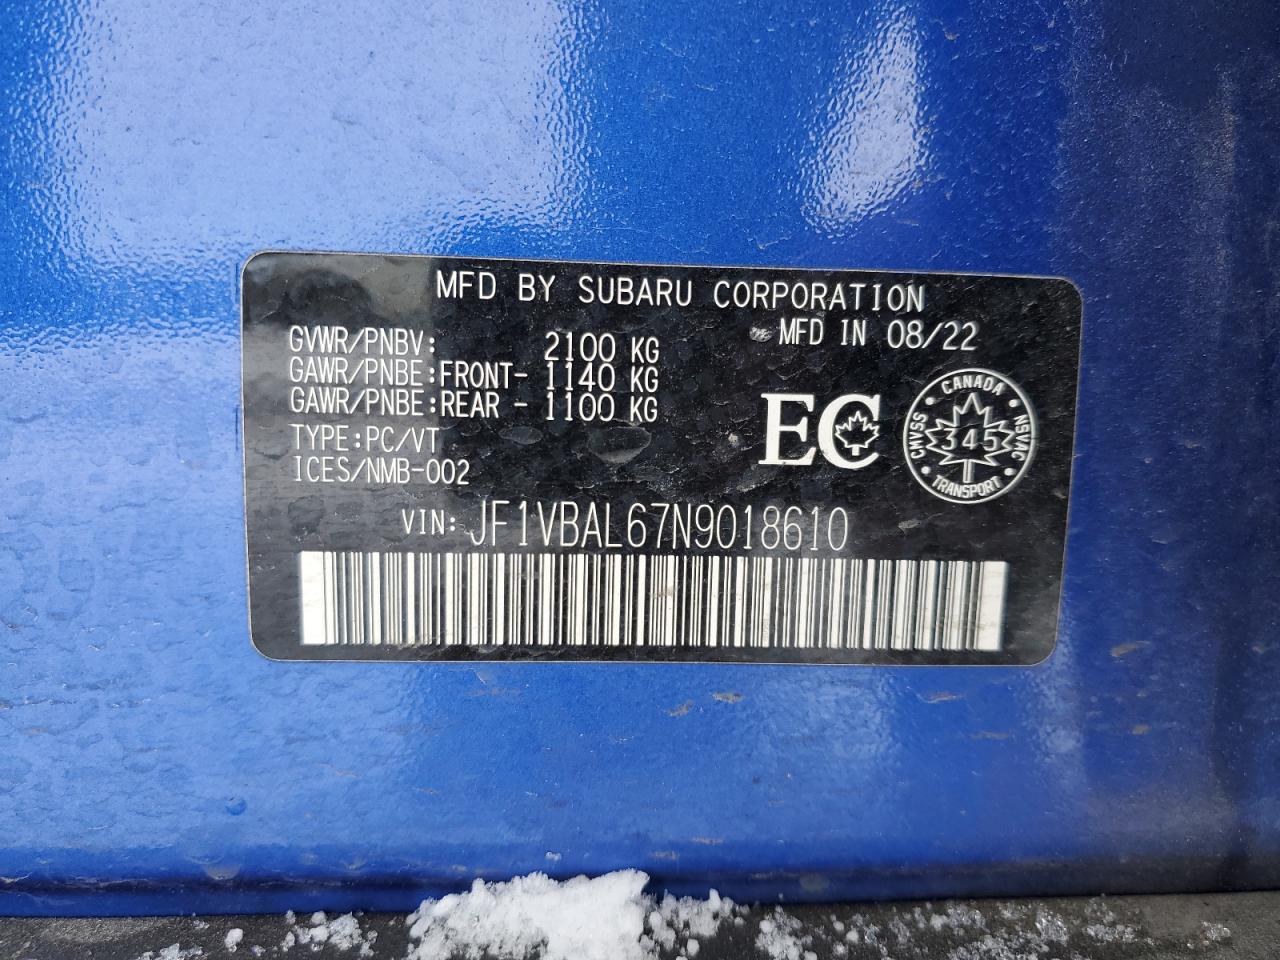 MFD BY SUBARU CORPORATION
MFD IN 08/22
GVWR/PNBV: 2100 KG
GAWR/PNBE:FRONT- 1140 KG
GAWR/PNBE:REAR - 1100 KG
TYPE:PC/VT
ICES/NMB-002
EC
CANADA
CMVSS
345
NSVAC
TRANSPORT
VIN: JF1VBAL67N9018610